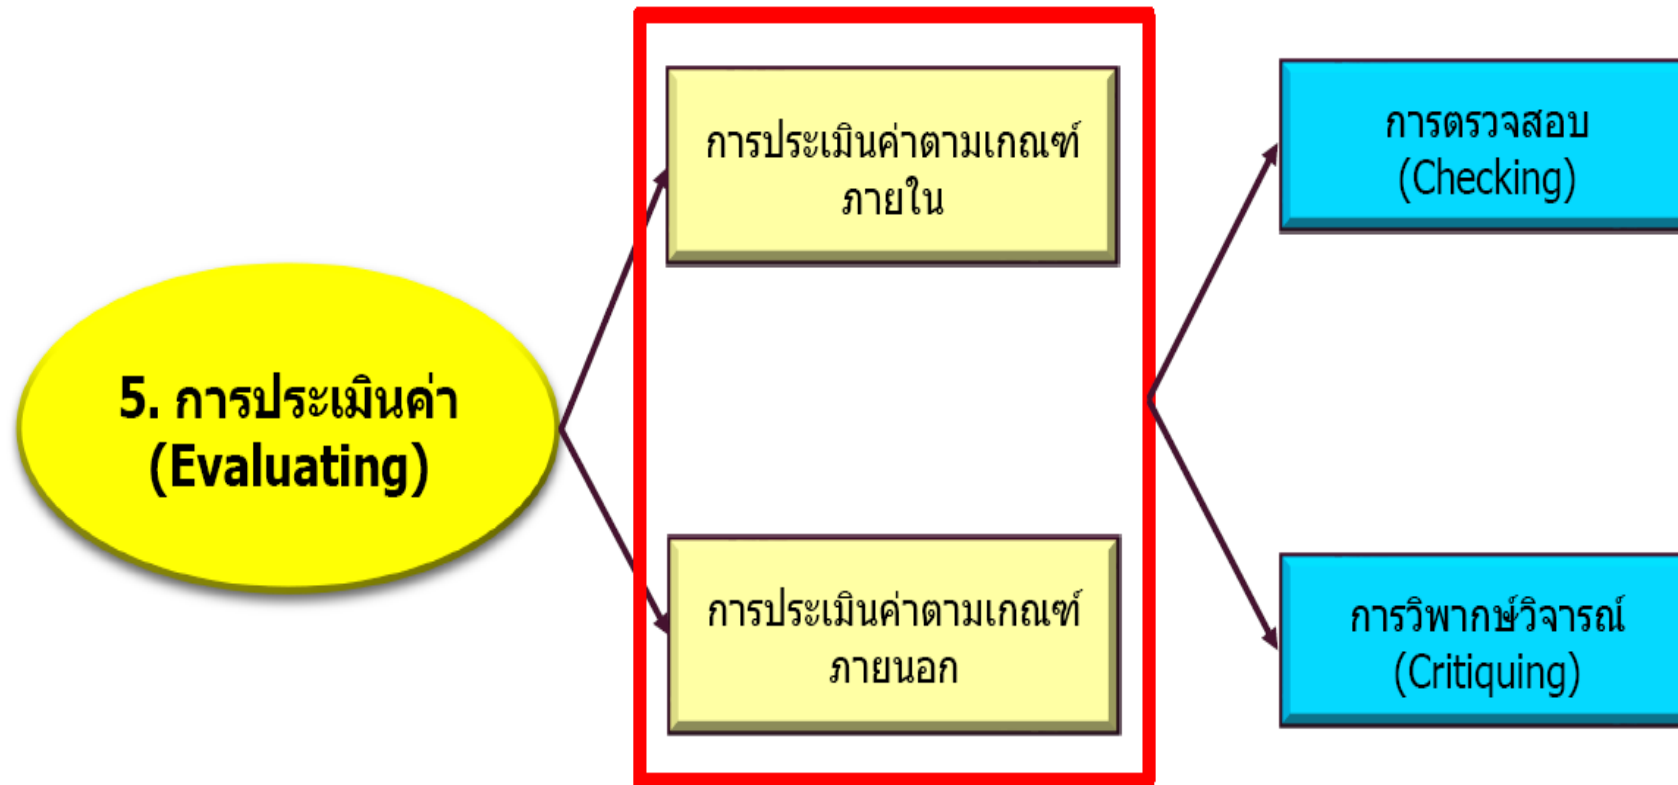 5. การประเมินค่า
(Evaluating)
การประเมินค่าตามเกณฑ์
ภายใน
การประเมินค่าตามเกณฑ์
ภายนอก
การตรวจสอบ
(Checking)
การวิพากษ์วิจารณ์
(Critiquing)